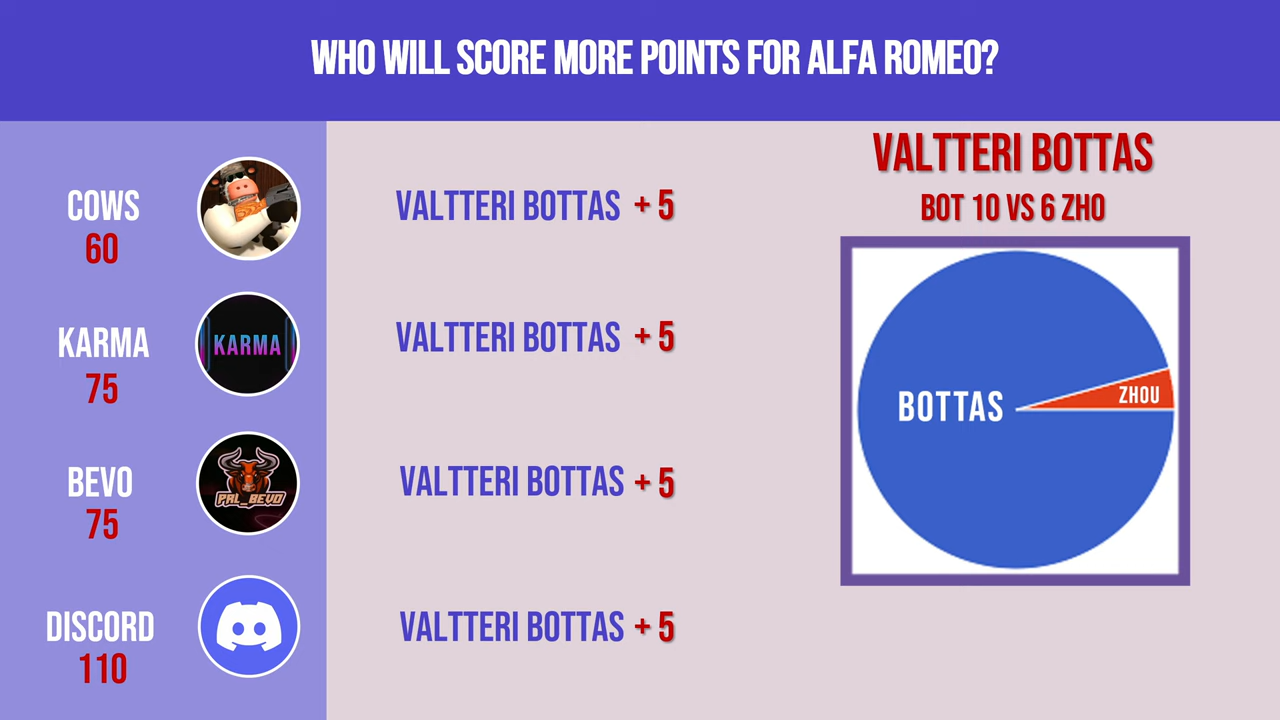 WHO WILL SCORE MORE POINTS FOR ALFA ROMEO?
COWS
60
VALTTERI BOTTAS + 5
KARMA
75
KARMA
VALTTERI BOTTAS + 5
BEVO
75
PRL_BEVO
VALTTERI BOTTAS + 5
DISCORD
110
VALTTERI BOTTAS + 5
VALTTERI BOTTAS
BOT 10 VS 6 ZHO
BOTTAS
ZHOU